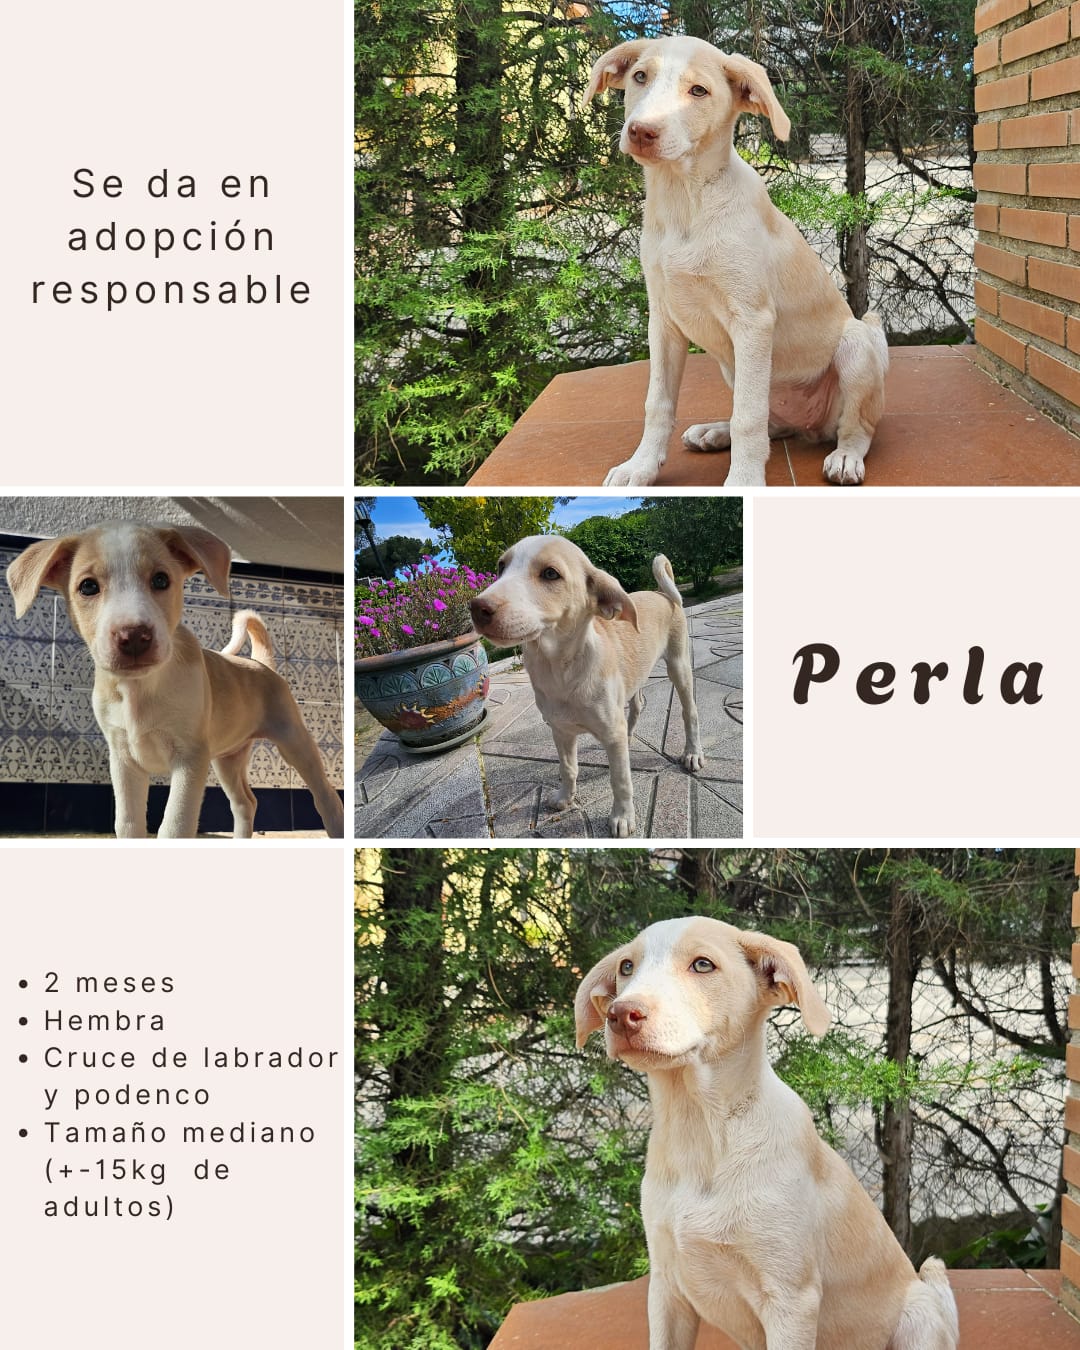 Se da en
adopción
responsable
Perla
• 2 meses
• Hembra
• Cruce de labrador
y podenco
• Tamaño mediano
(+-15kg de
adultos)